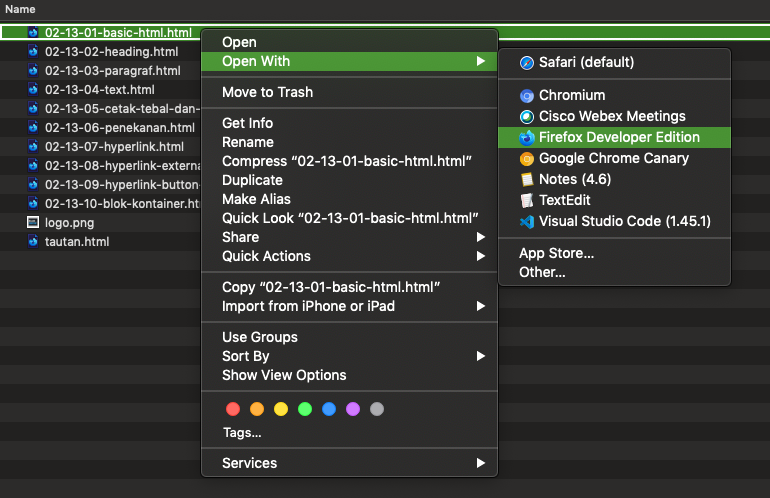 Name
02-13-01-basic-html.html
02-13-02-heading.html
02-13-03-paragraf.html
02-13-04-text.html
02-13-05-cetak-tebal-dan-
02-13-06-penekanan.html
02-13-07-hyperlink.html
02-13-08-hyperlink-externa
02-13-09-hyperlink-button-
02-13-10-blok-kontainer.ht
logo.png
tautan.html
Open
Open With
Move to Trash
Get Info
Rename
Compress “02-13-01-basic-html.html”
Duplicate
Make Alias
Quick Look “02-13-01-basic-html.html”
Share
Quick Actions
Copy “02-13-01-basic-html.html”
Import from iPhone or iPad
Use Groups
Sort By
Show View Options
Tags...
Services
Safari (default)
Chromium
Cisco Webex Meetings
Firefox Developer Edition
Google Chrome Canary
Notes (4.6)
TextEdit
Visual Studio Code (1.45.1)
App Store...
Other...